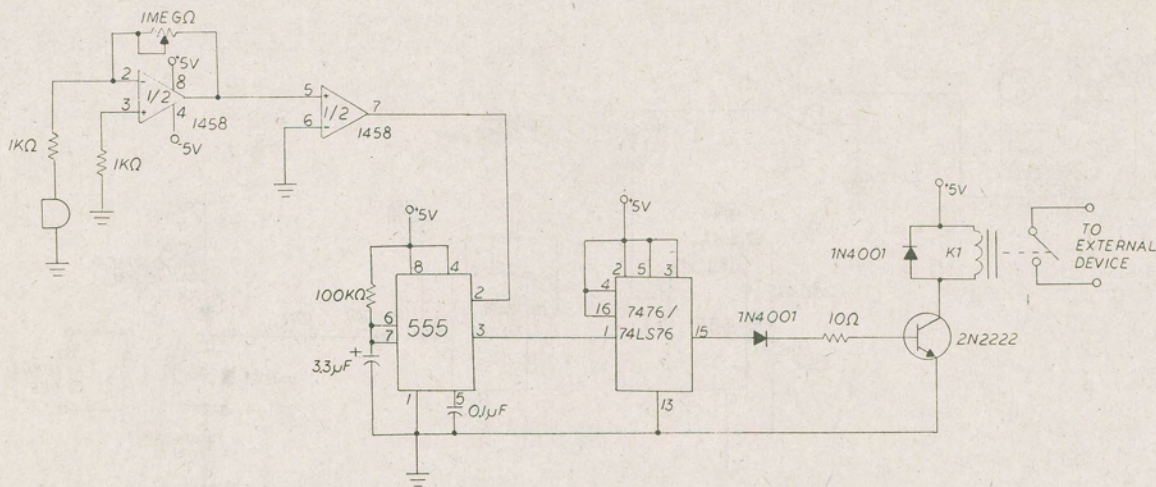 1MEGΩ
+5V
2
-
8
1/2
3
+
4
1458
-5V
1KΩ
1KΩ
5
+
1/2
7
6
-
1458
+5V
8
4
2
100KΩ
6
555
3
7
+
3.3µF
1
5
0.1µF
+5V
2
5
3
4
16
7476/
74LS76
1
15
13
1N4001
10Ω
2N2222
+5V
1N4001
K1
TO
EXTERNAL
DEVICE